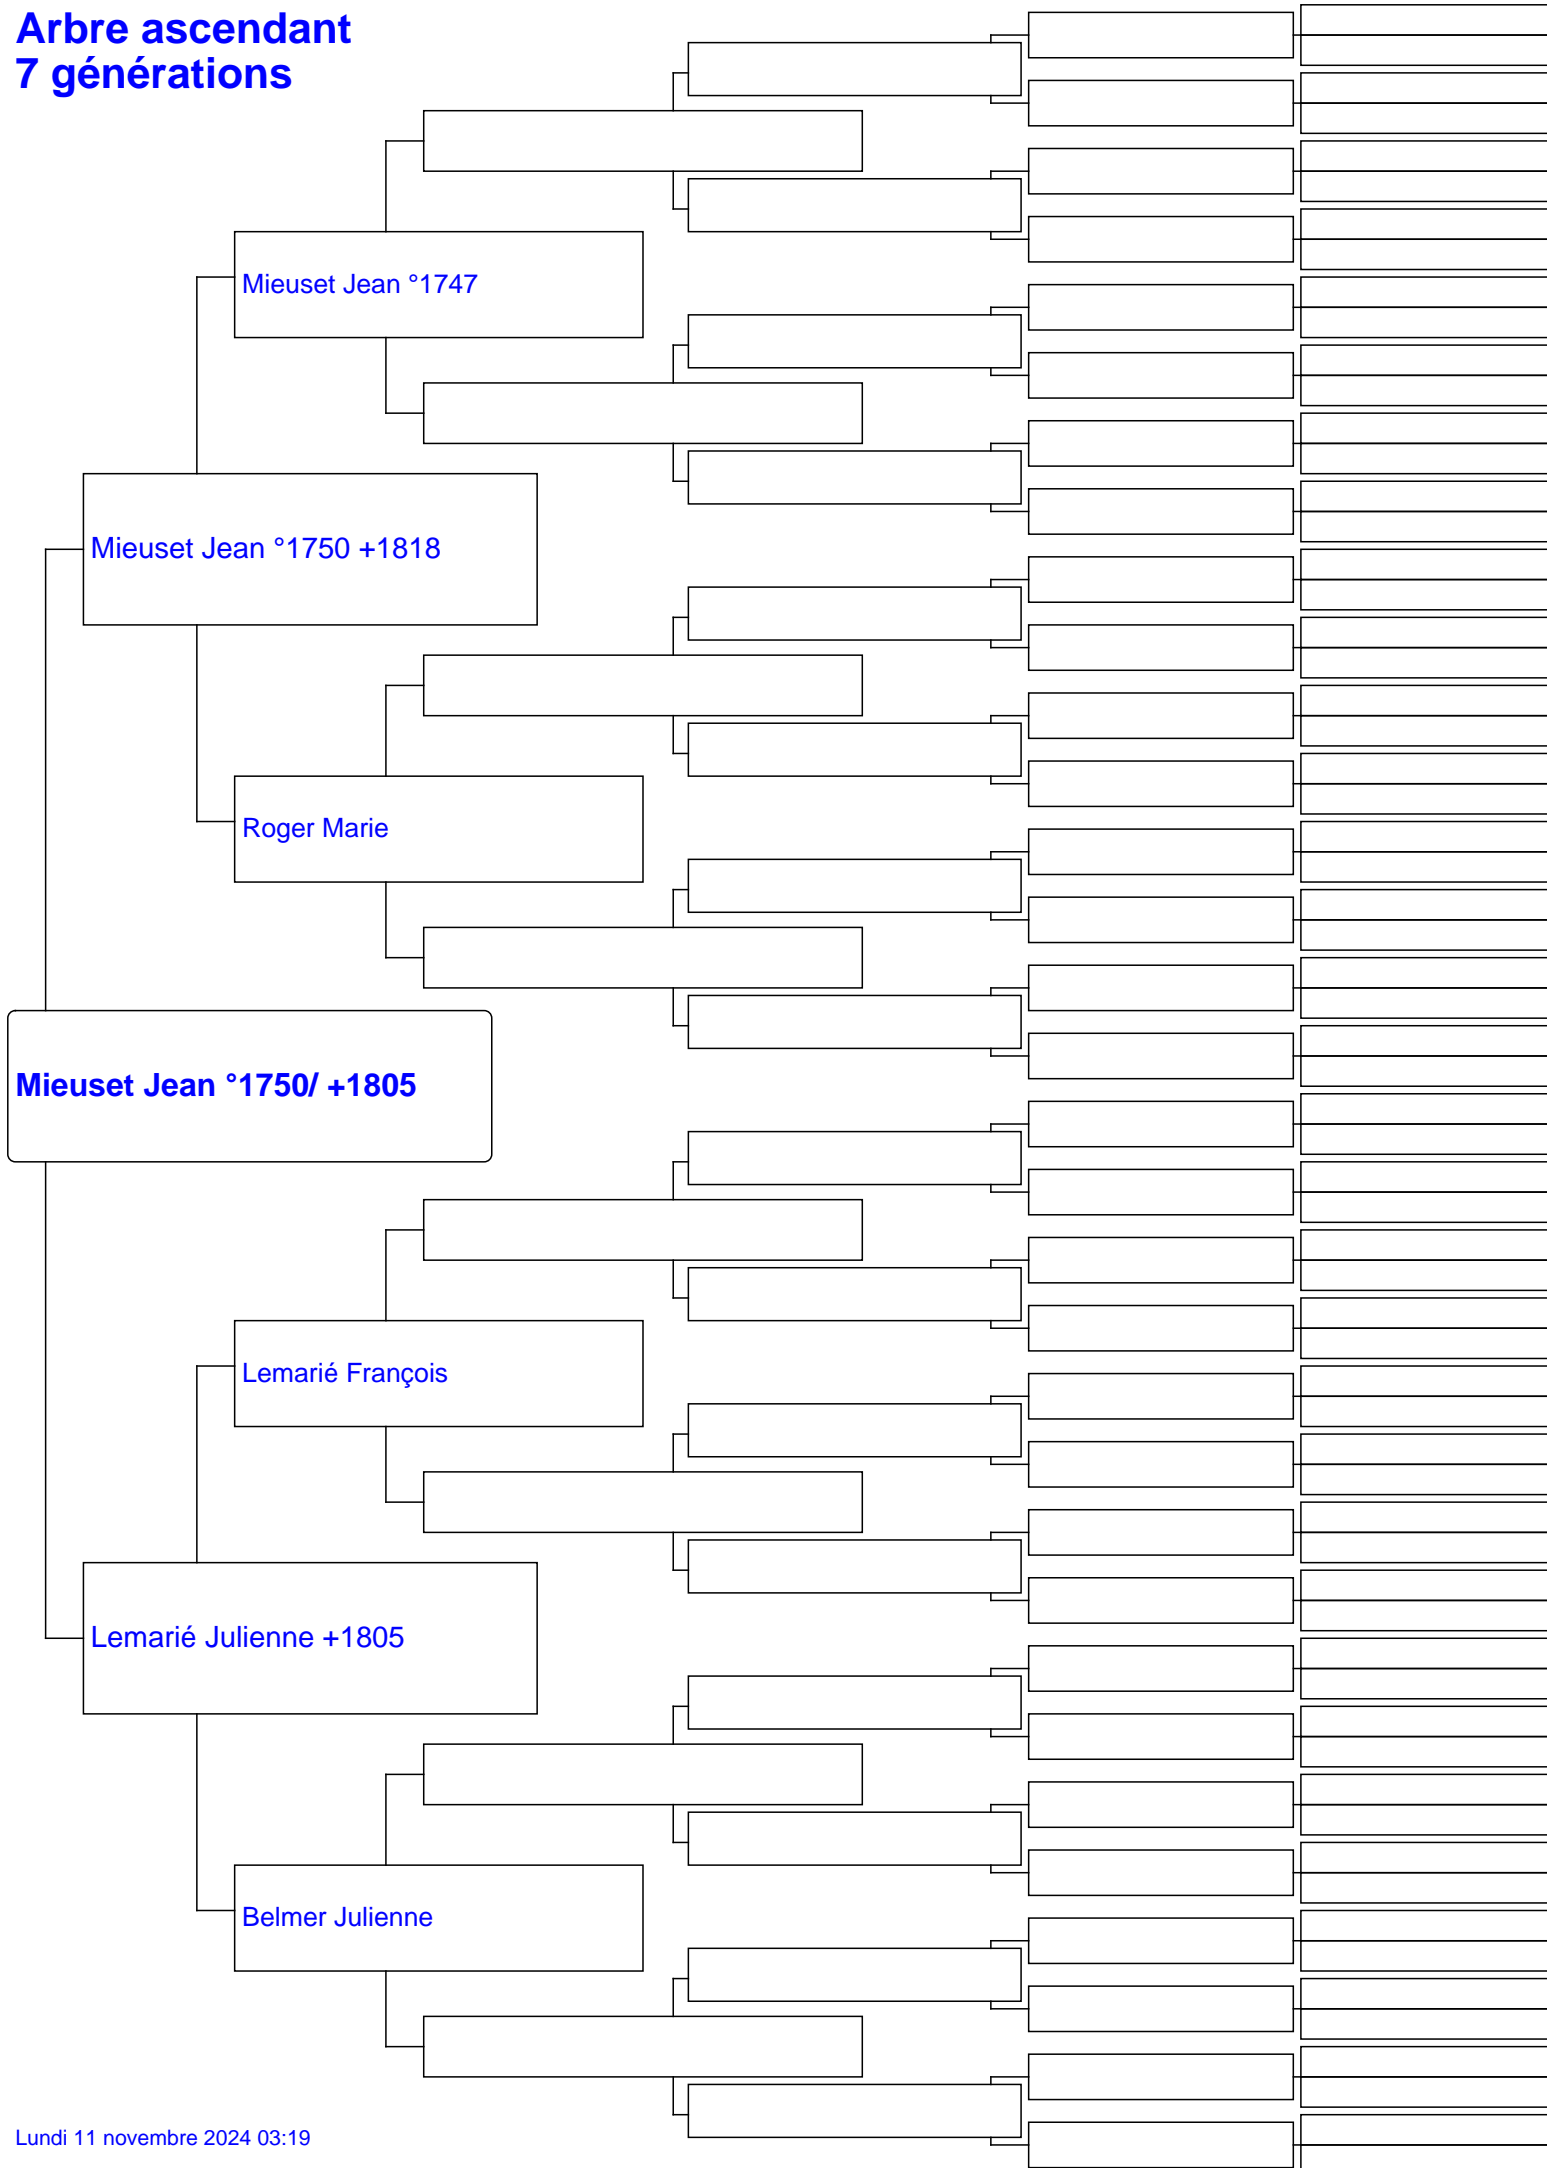 Arbre ascendant
7 générations
Mieuset Jean °1747
Mieuset Jean °1750 +1818
Roger Marie
Mieuset Jean °1750/ +1805
Lemarié François
Lemarié Julienne +1805
Belmer Julienne
Lundi 11 novembre 2024 03:19